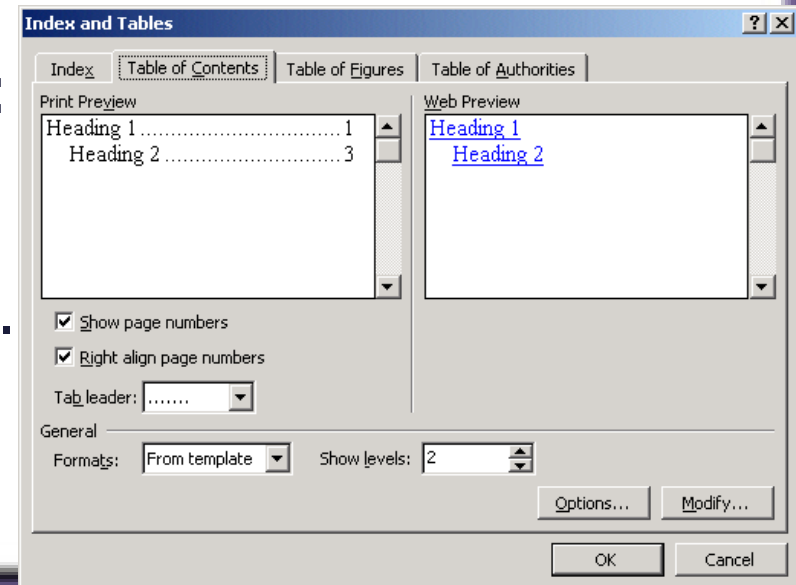 Index and Tables
Index Table of Contents Table of Figures Table of Authorities
Print Preview
Heading 1.................................1
Heading 2.............................3
Web Preview
Heading 1
Heading 2
Show page numbers
Right align page numbers
Tab leader: .......
General
Formats: From template Show levels: 2
Options... Modify...
OK Cancel